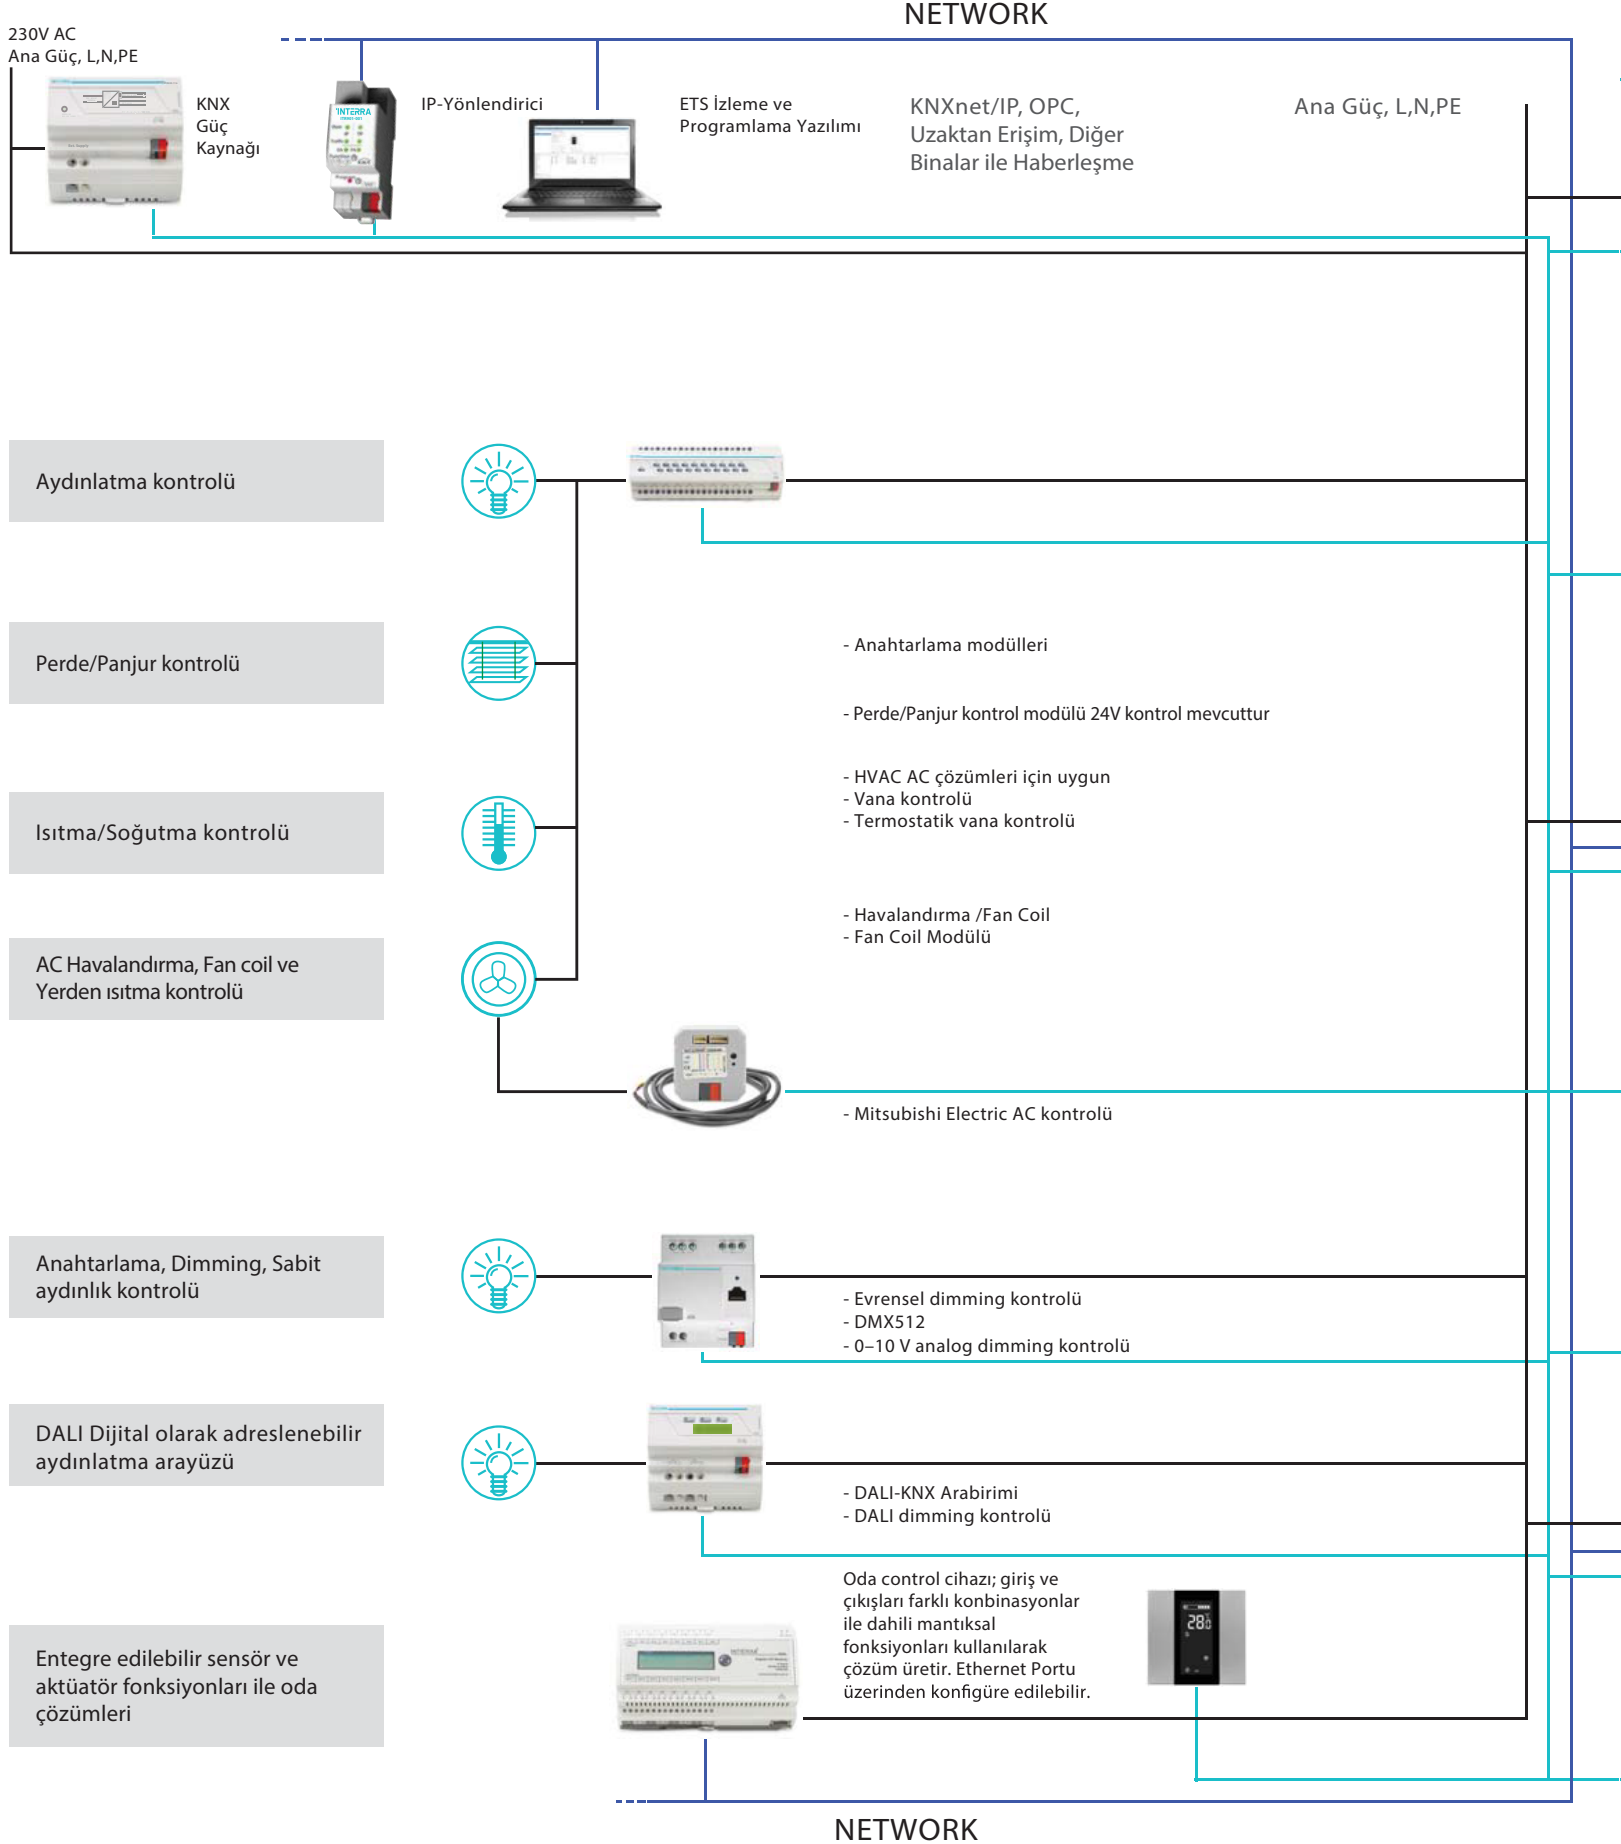 NETWORK
230V AC
Ana Güç, L,N,PE
KNX
Güç
Kaynağı
INTERRA
IP-Yönlendirici
ETS İzleme ve
Programlama Yazılımı
KNXnet/IP, OPC,
Uzaktan Erişim, Diğer
Binalar ile Haberleşme
Ana Güç, L,N,PE
Aydınlatma kontrolü
Perde/Panjur kontrolü
- Anahtarlama modülleri
- Perde/Panjur kontrol modülü 24V kontrol mevcuttur
Isıtma/Soğutma kontrolü
- HVAC AC çözümleri için uygun
- Vana kontrolü
- Termostatik vana kontrolü
- Havalandırma /Fan Coil
- Fan Coil Modülü
AC Havalandırma, Fan coil ve
Yerden ısıtma kontrolü
- Mitsubishi Electric AC kontrolü
Anahtarlama, Dimming, Sabit
aydınlık kontrolü
- Evrensel dimming kontrolü
- DMX512
- 0–10 V analog dimming kontrolü
DALI Dijital olarak adreslenebilir
aydınlatma arayüzü
- DALI-KNX Arabirimi
- DALI dimming kontrolü
Oda control cihazı; giriş ve
çıkışları farklı konbinasyonlar
ile dahili mantıksal
fonksiyonları kullanılarak
çözüm üretir. Ethernet Portu
üzerinden konfigüre edilebilir.
Entegre edilebilir sensör ve
aktüatör fonksiyonları ile oda
çözümleri
NETWORK